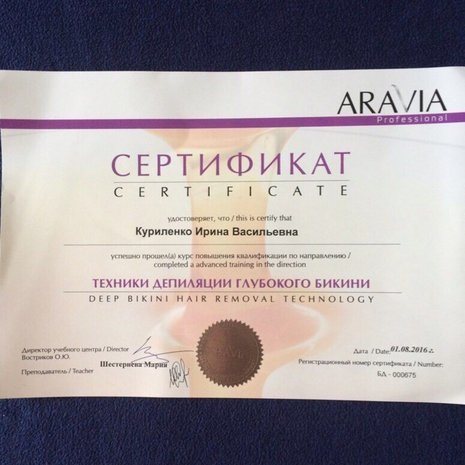 ARAVIA
Professional
СЕРТИФИКАТ
CERTIFICATE
удостоверяет, что / this is certify that
Куриленко Ирина Васильевна
успешно прошел(а) курс повышения квалификации по направлению /
completed a advanced training in the direction
ТЕХНИКИ ДЕПИЛЯЦИИ ГЛУБОКОГО БИКИНИ
DEEP BIKINI HAIR REMOVAL TECHNOLOGY
Директор учебного центра / Director
Востриков О.Ю.
Преподаватель / Teacher
Шестернёва Мария
Дата / Date: 01.08.2016 г.
Регистрационный номер сертификата / Number:
БД - 000675